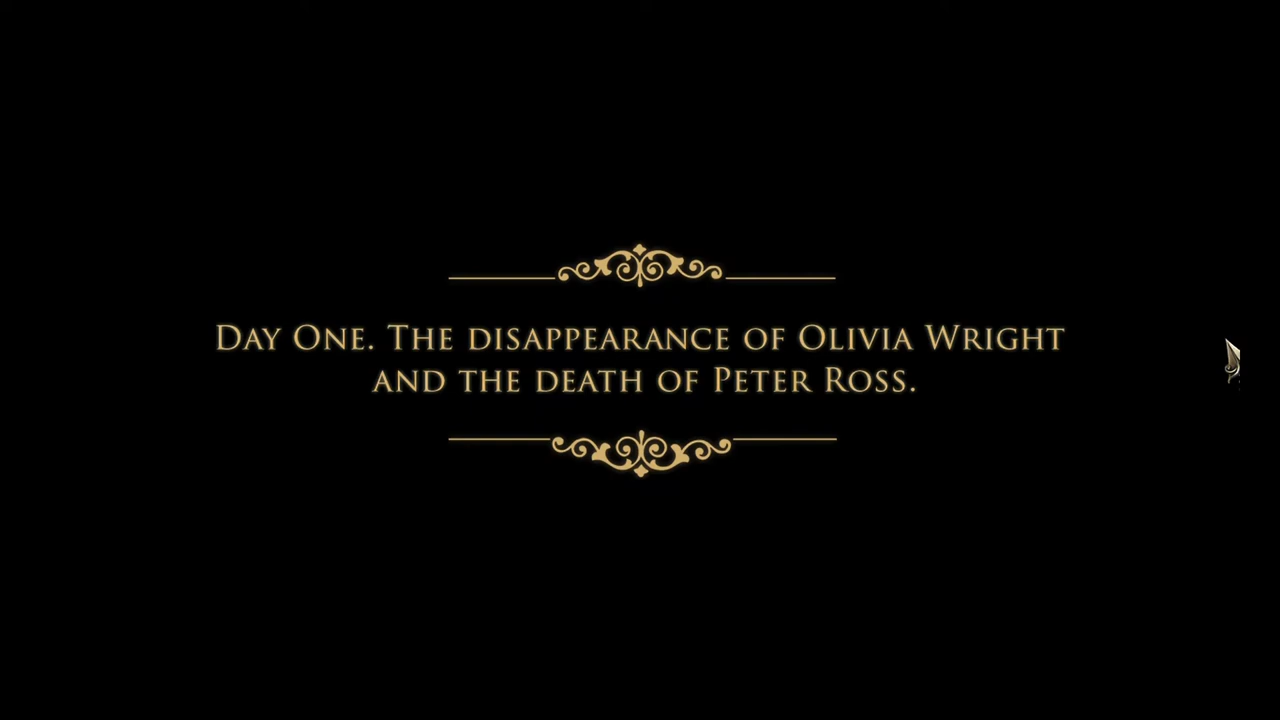 Day One. The disappearance of Olivia Wright
and the death of Peter Ross.